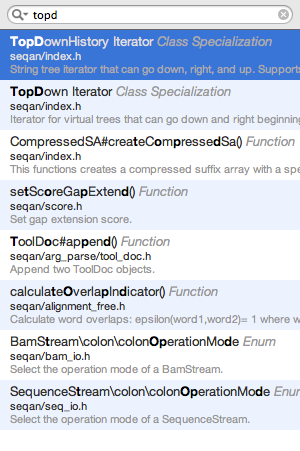 topd
TopDownHistory Iterator Class Specialization
seqan/index.h
String tree iterator that can go down, right, and up. Supports
TopDown Iterator Class Specialization
seqan/index.h
Iterator for virtual trees that can go down and right beginning
CompressedSA#createCompressedSa() Function
seqan/index.h
This functions creates a compressed suffix array with a spe
setScoreGapExtend() Function
seqan/score.h
Set gap extension score.
ToolDoc#append() Function
seqan/arg_parse/tool_doc.h
Append two ToolDoc objects.
calculateOverlapIndicator() Function
seqan/alignment_free.h
Calculate word overlaps: epsilon(word1,word2)= 1 where w
BamStream\colon\colonOperationMode Enum
seqan/bam_io.h
Select the operation mode of a BamStream.
SequenceStream\colon\colonOperationMode Enum
seqan/seq_io.h
Select the operation mode of a SequenceStream.